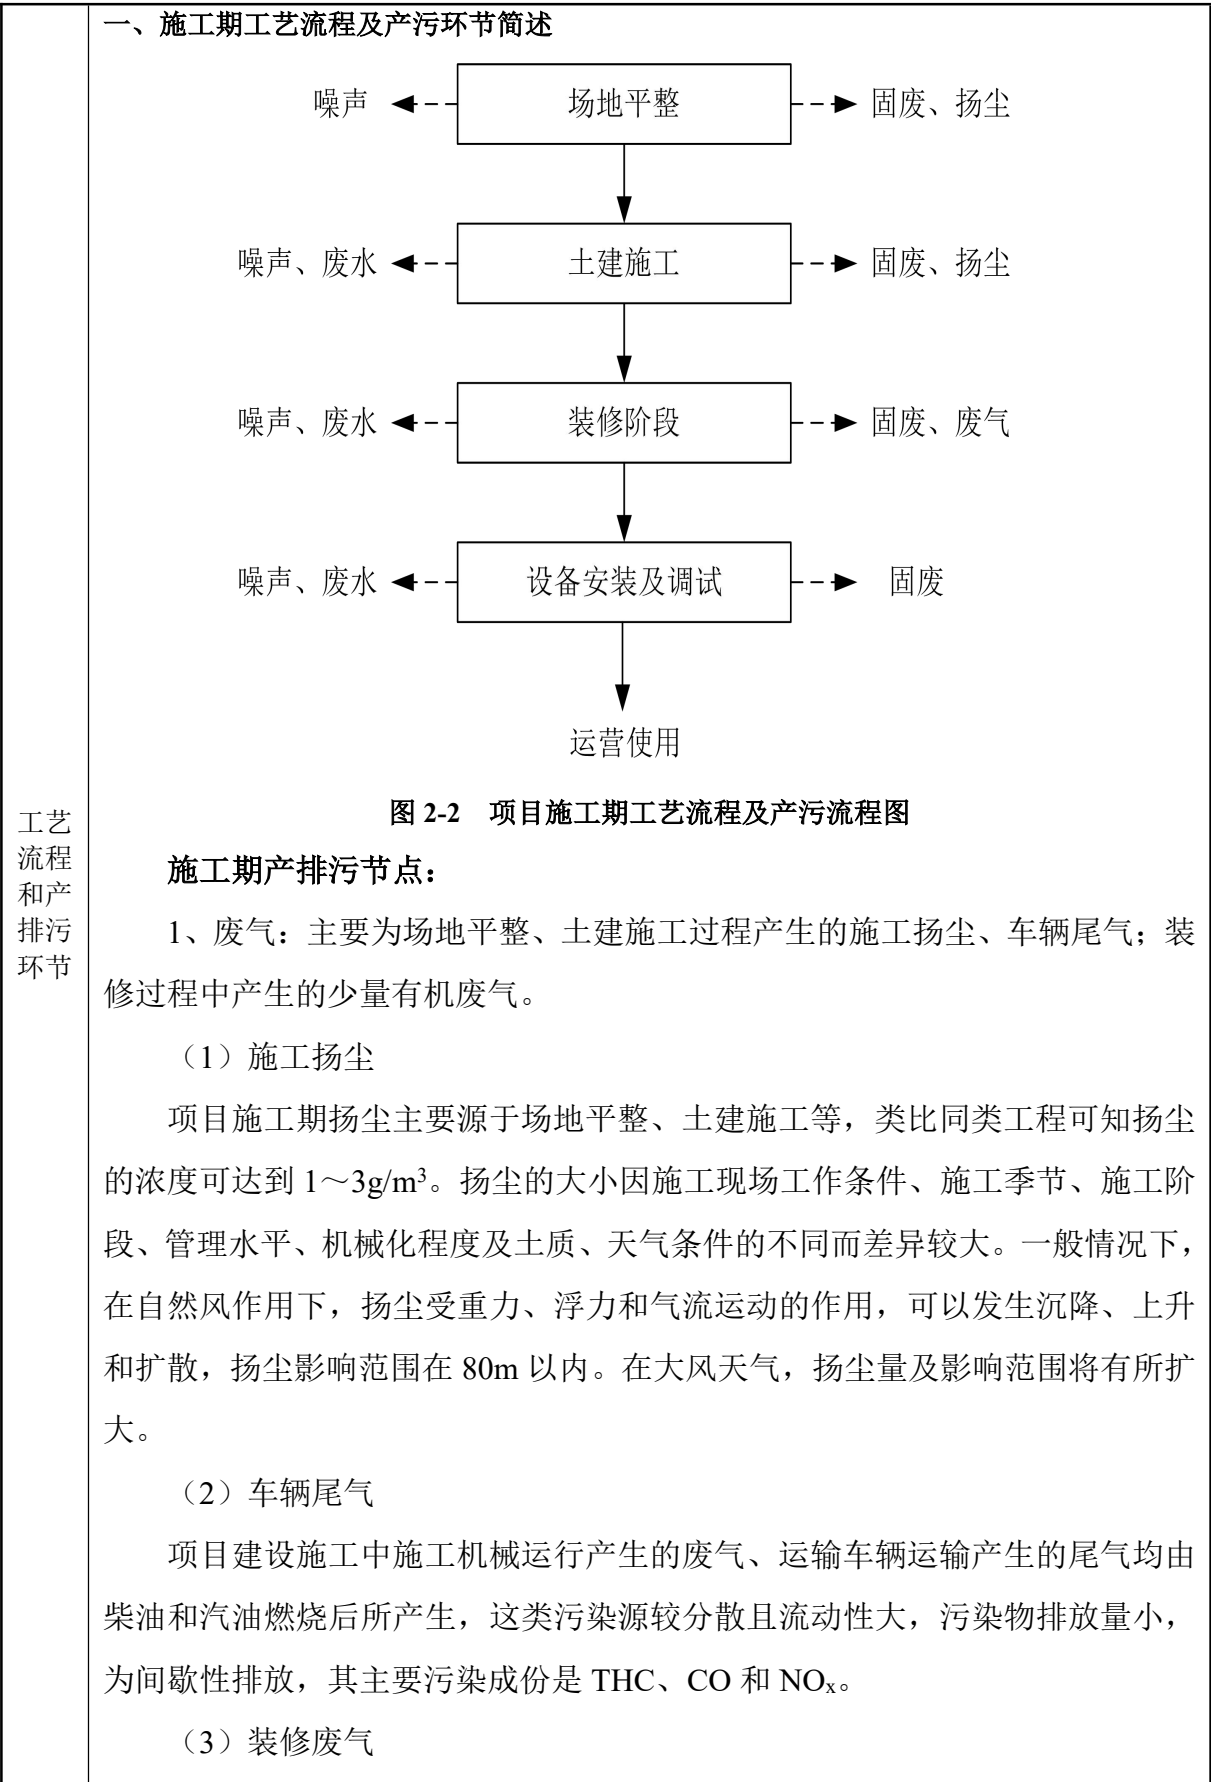 一、施工期工艺流程及产污环节简述
噪声
场地平整
固废、扬尘
噪声、废水
土建施工
固废、扬尘
噪声、废水
装修阶段
固废、废气
噪声、废水
设备安装及调试
固废
运营使用
图 2-2 项目施工期工艺流程及产污流程图
工艺
流程
和产
排污
环节
施工期产排污节点：
1、废气：主要为场地平整、土建施工过程产生的施工扬尘、车辆尾气；装
修过程中产生的少量有机废气。
（1）施工扬尘
项目施工期扬尘主要源于场地平整、土建施工等，类比同类工程可知扬尘
的浓度可达到 1～3g/m³。扬尘的大小因施工现场工作条件、施工季节、施工阶
段、管理水平、机械化程度及土质、天气条件的不同而差异较大。一般情况下，
在自然风作用下，扬尘受重力、浮力和气流运动的作用，可以发生沉降、上升
和扩散，扬尘影响范围在 80m 以内。在大风天气，扬尘量及影响范围将有所扩
大。
（2）车辆尾气
项目建设施工中施工机械运行产生的废气、运输车辆运输产生的尾气均由
柴油和汽油燃烧后所产生，这类污染源较分散且流动性大，污染物排放量小，
为间歇性排放，其主要污染成份是 THC、CO 和 NOₓ。
（3）装修废气